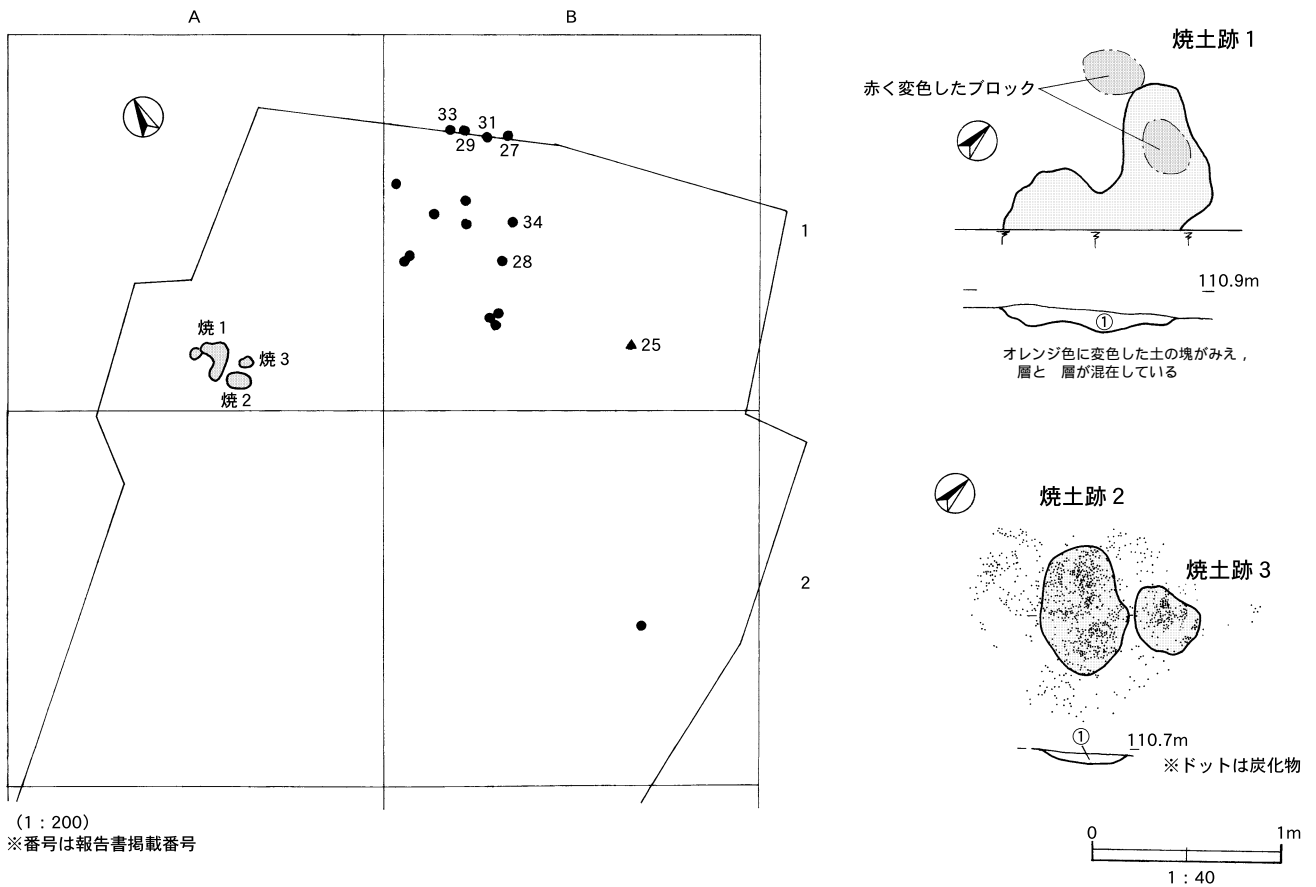 A
B
33
31
29
27
34
28
25
1
2
焼1
焼3
焼2
(1：200)
※番号は報告書掲載番号
焼土跡1
赤く変色したブロック
110.9m
①
オレンジ色に変色した土の塊がみえ，
層と　層が混在している
焼土跡2
焼土跡3
①
110.7m
※ドットは炭化物
0
1m
1：40